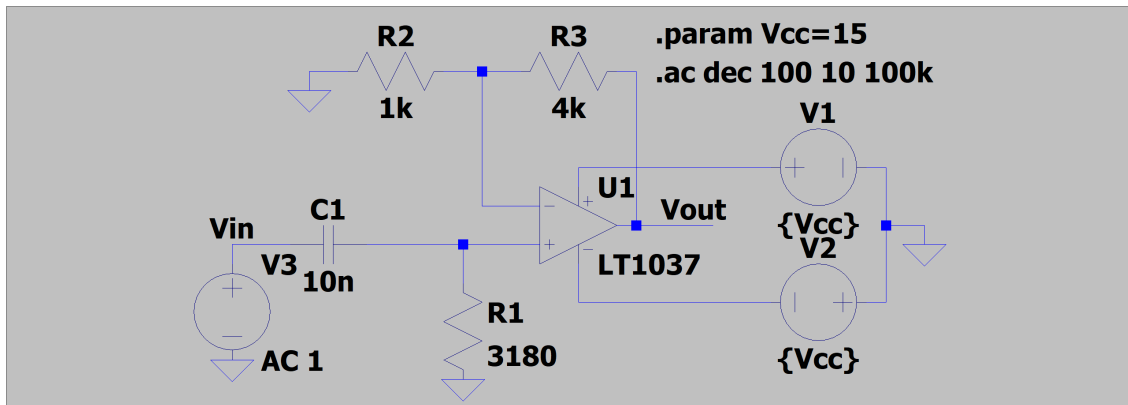 R2
R3
.param Vcc=15
.ac dec 100 10 100k
1k
4k
V1
U1
Vout
{Vcc}
V2
LT1037
Vin
C1
V3
10n
R1
3180
AC 1
{Vcc}